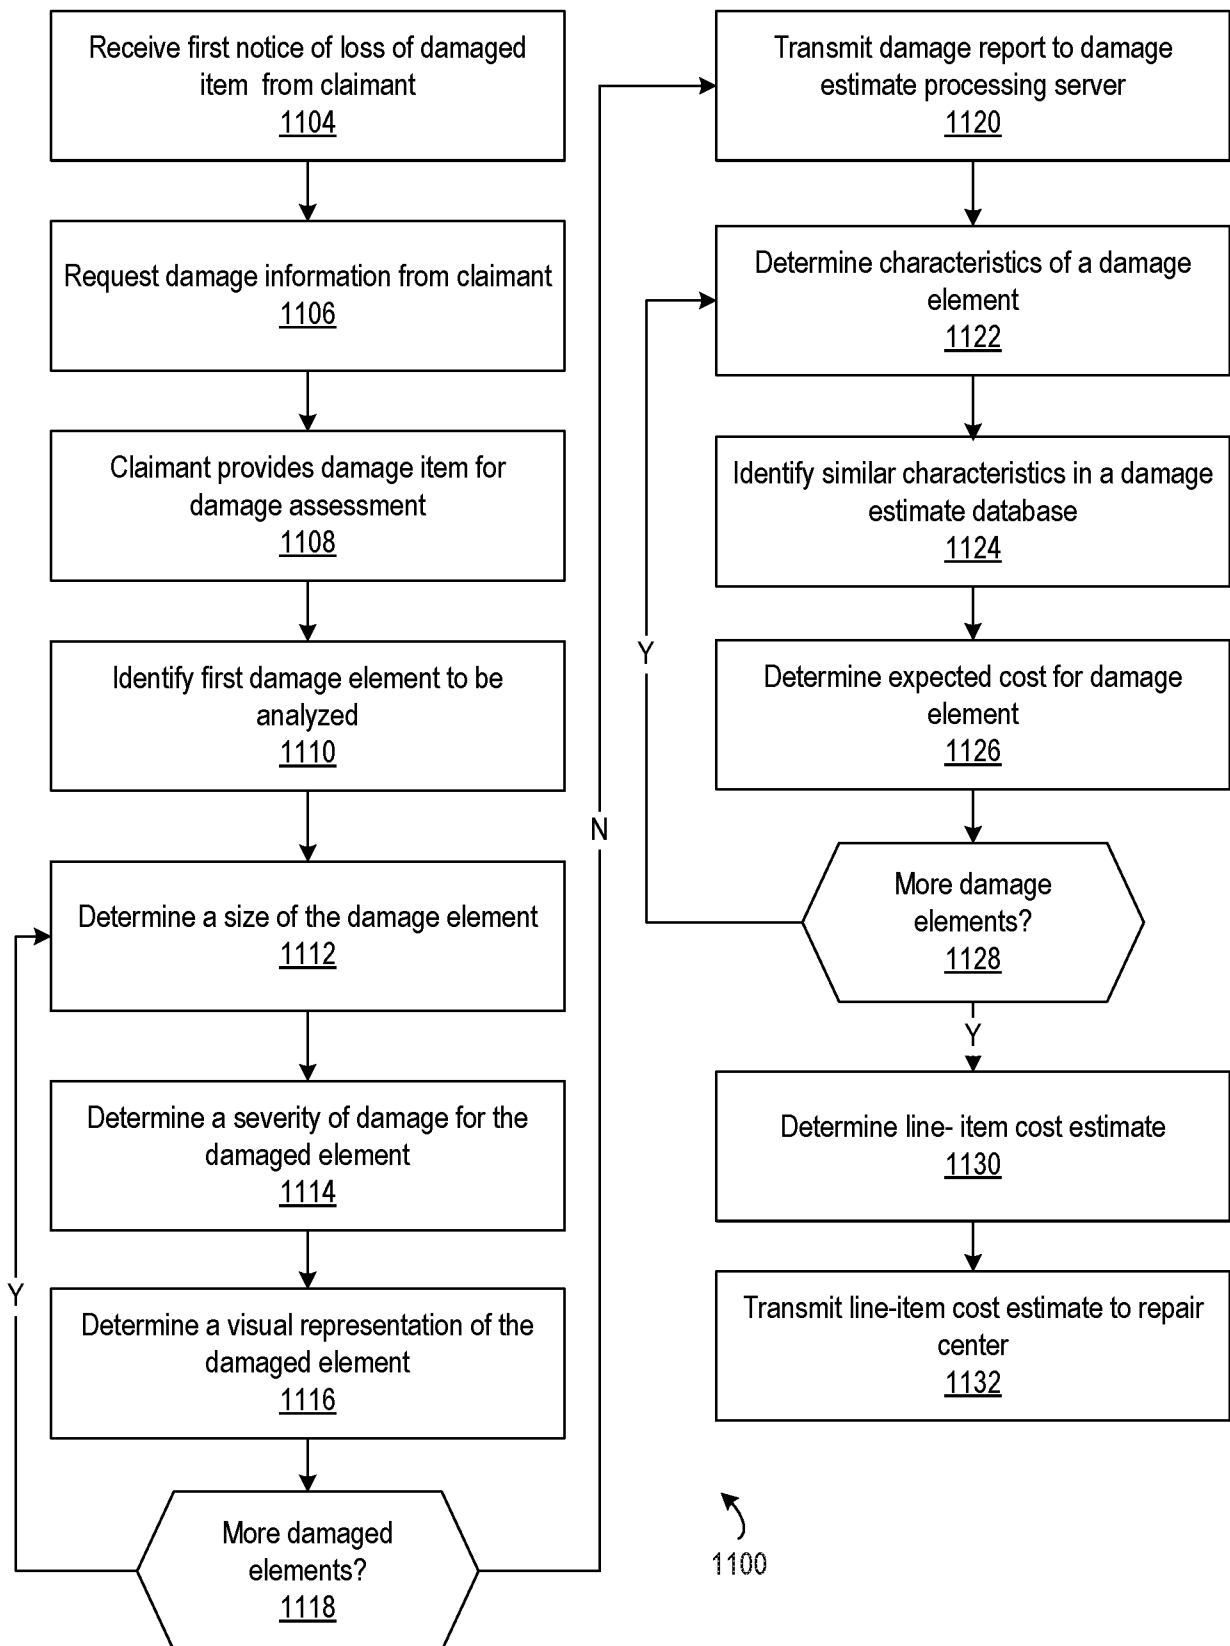 Receive first notice of loss of damaged
item from claimant
1104
Request damage information from claimant
1106
Claimant provides damage item for
damage assessment
1108
Identify first damage element to be
analyzed
1110
Determine a size of the damage element
1112
Determine a severity of damage for the
damaged element
1114
Determine a visual representation of the
damaged element
1116
More damaged
elements?
1118
Y
N
Transmit damage report to damage
estimate processing server
1120
Determine characteristics of a damage
element
1122
Identify similar characteristics in a damage
estimate database
1124
Determine expected cost for damage
element
1126
More damage
elements?
1128
Y
Y
Determine line- item cost estimate
1130
Transmit line-item cost estimate to repair
center
1132
1100